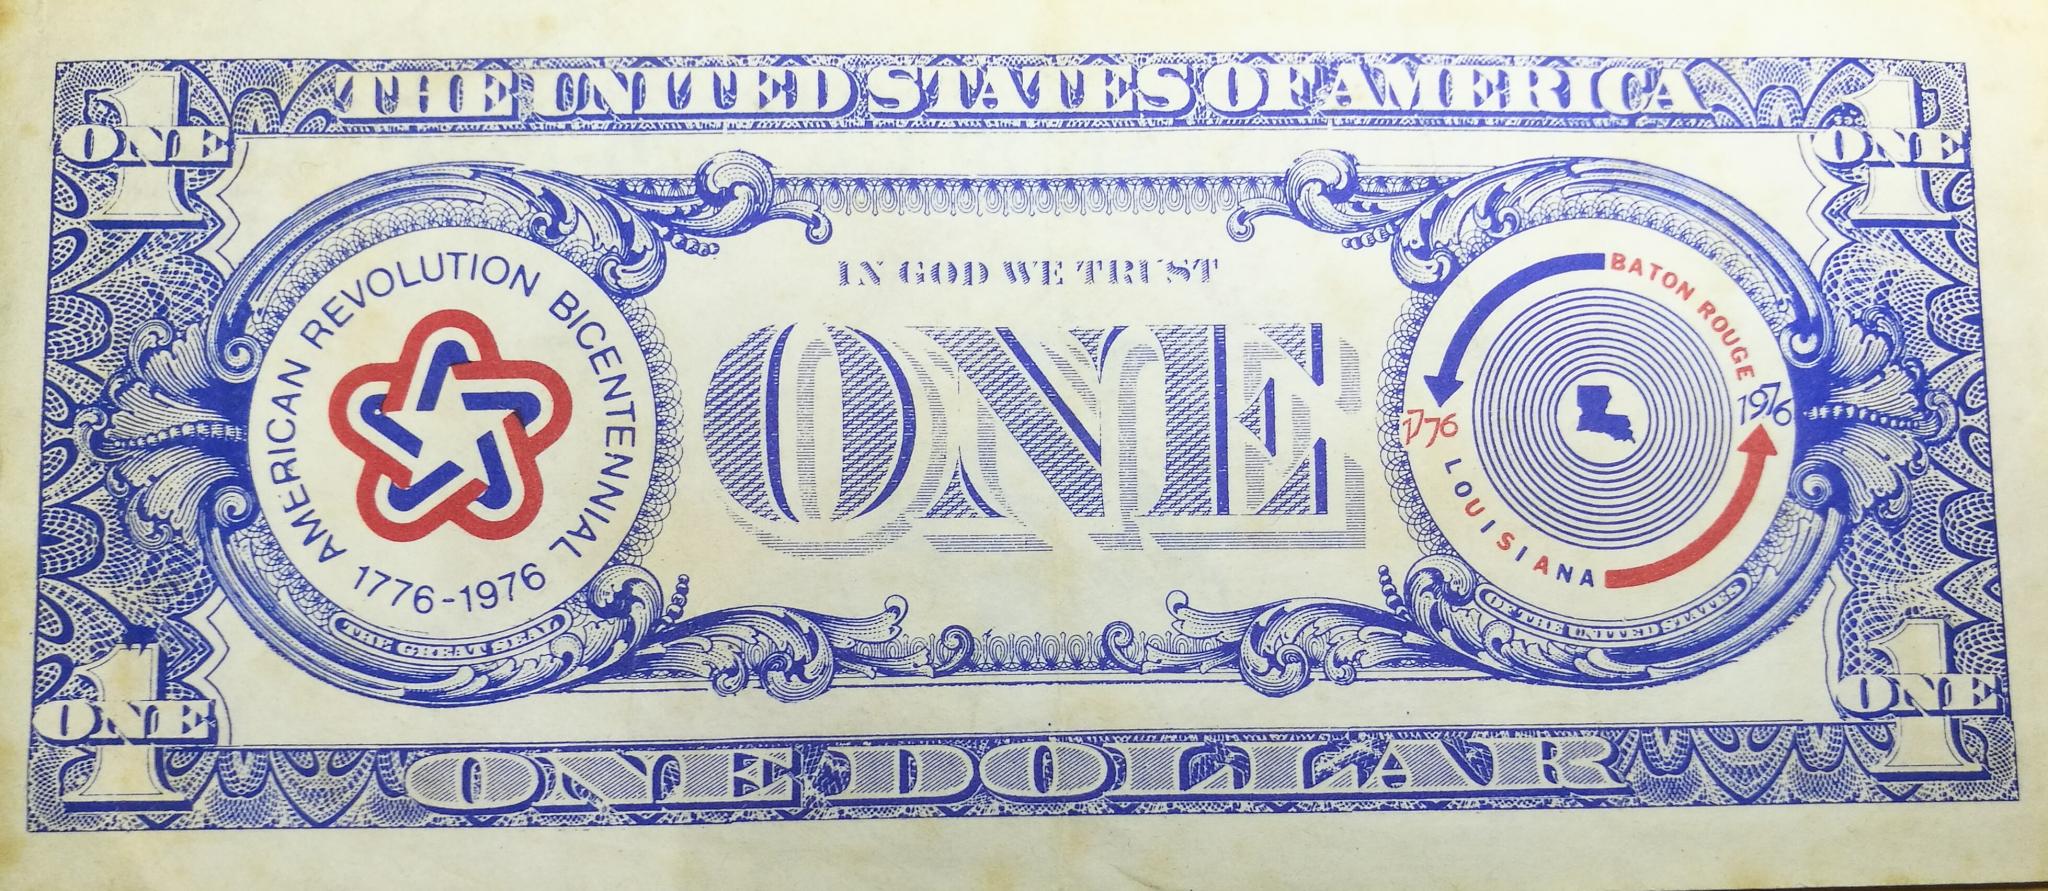 THE UNITED STATES OF AMERICA
1
ONE
1
ONE
IN GOD WE TRUST
AMERICAN REVOLUTION BICENTENNIAL
1776-1976
ONE
BATON ROUGE
1776
1976
LOUISIANA
THE GREAT SEAL
OF THE UNITED STATES
1
ONE
1
ONE
ONE DOLLAR